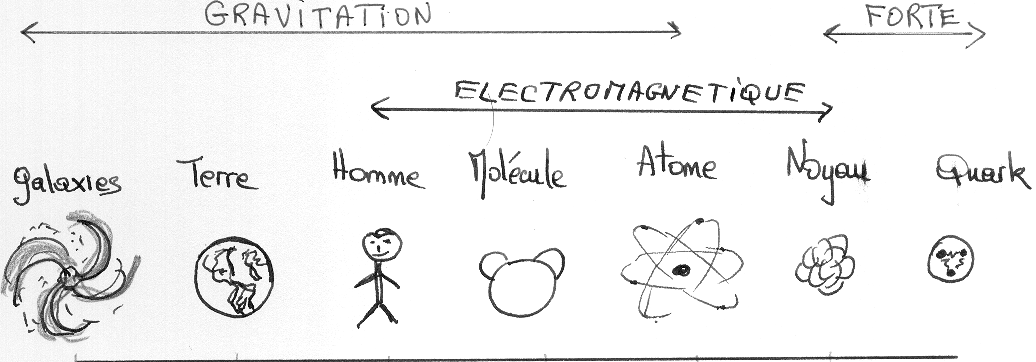 GRAVITATION FORTE
ELECTROMAGNETIQUE
galaxies Terre Homme Molécule Atome Noyau Quark